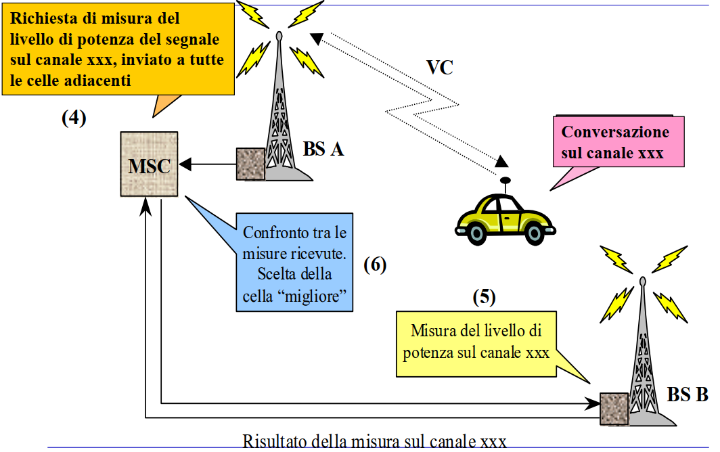 Richiesta di misura del
livello di potenza del segnale
sul canale xxx, inviato a tutte
le celle adiacenti
(4)
VC
BS A
MSC
Conversazione
sul canale xxx
Confronto tra le
misure ricevute.
Scelta della
cella “migliore”
(6)
(5)
Misura del livello di
potenza sul canale xxx
BS B
Risultato della misura sul canale xxx